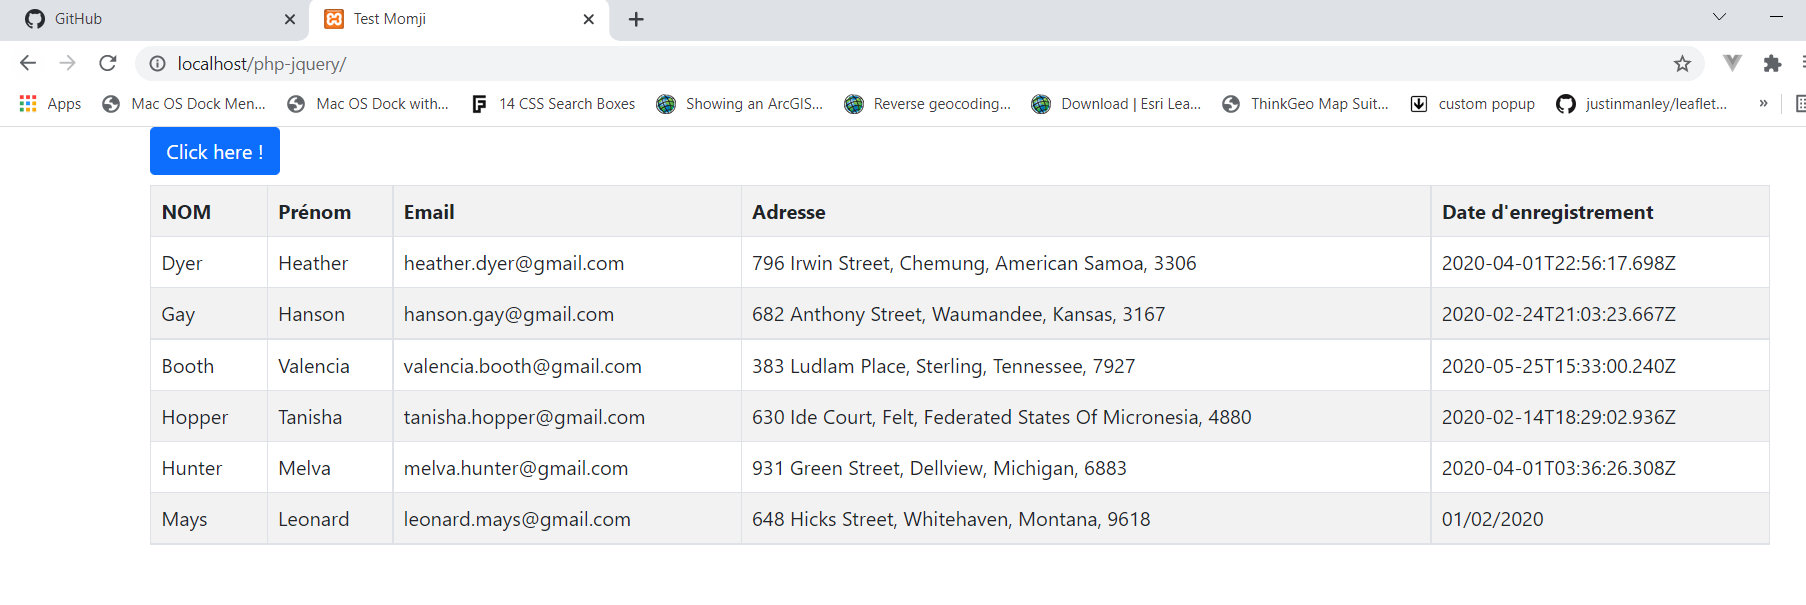 GitHub Test Momji
localhost/php-jquery/
Apps Mac OS Dock Men... Mac OS Dock with... 14 CSS Search Boxes Showing an ArcGIS... Reverse geocoding... Download | Esri Lea... ThinkGeo Map Suit... custom popup justinmanley/leaflet... »
Click here !
NOM Prénom Email Adresse Date d'enregistrement
Dyer Heather heather.dyer@gmail.com 796 Irwin Street, Chemung, American Samoa, 3306 2020-04-01T22:56:17.698Z
Gay Hanson hanson.gay@gmail.com 682 Anthony Street, Waumandee, Kansas, 3167 2020-02-24T21:03:23.667Z
Booth Valencia valencia.booth@gmail.com 383 Ludlam Place, Sterling, Tennessee, 7927 2020-05-25T15:33:00.240Z
Hopper Tanisha tanisha.hopper@gmail.com 630 Ide Court, Felt, Federated States Of Micronesia, 4880 2020-02-14T18:29:02.936Z
Hunter Melva melva.hunter@gmail.com 931 Green Street, Dellview, Michigan, 6883 2020-04-01T03:36:26.308Z
Mays Leonard leonard.mays@gmail.com 648 Hicks Street, Whitehaven, Montana, 9618 01/02/2020